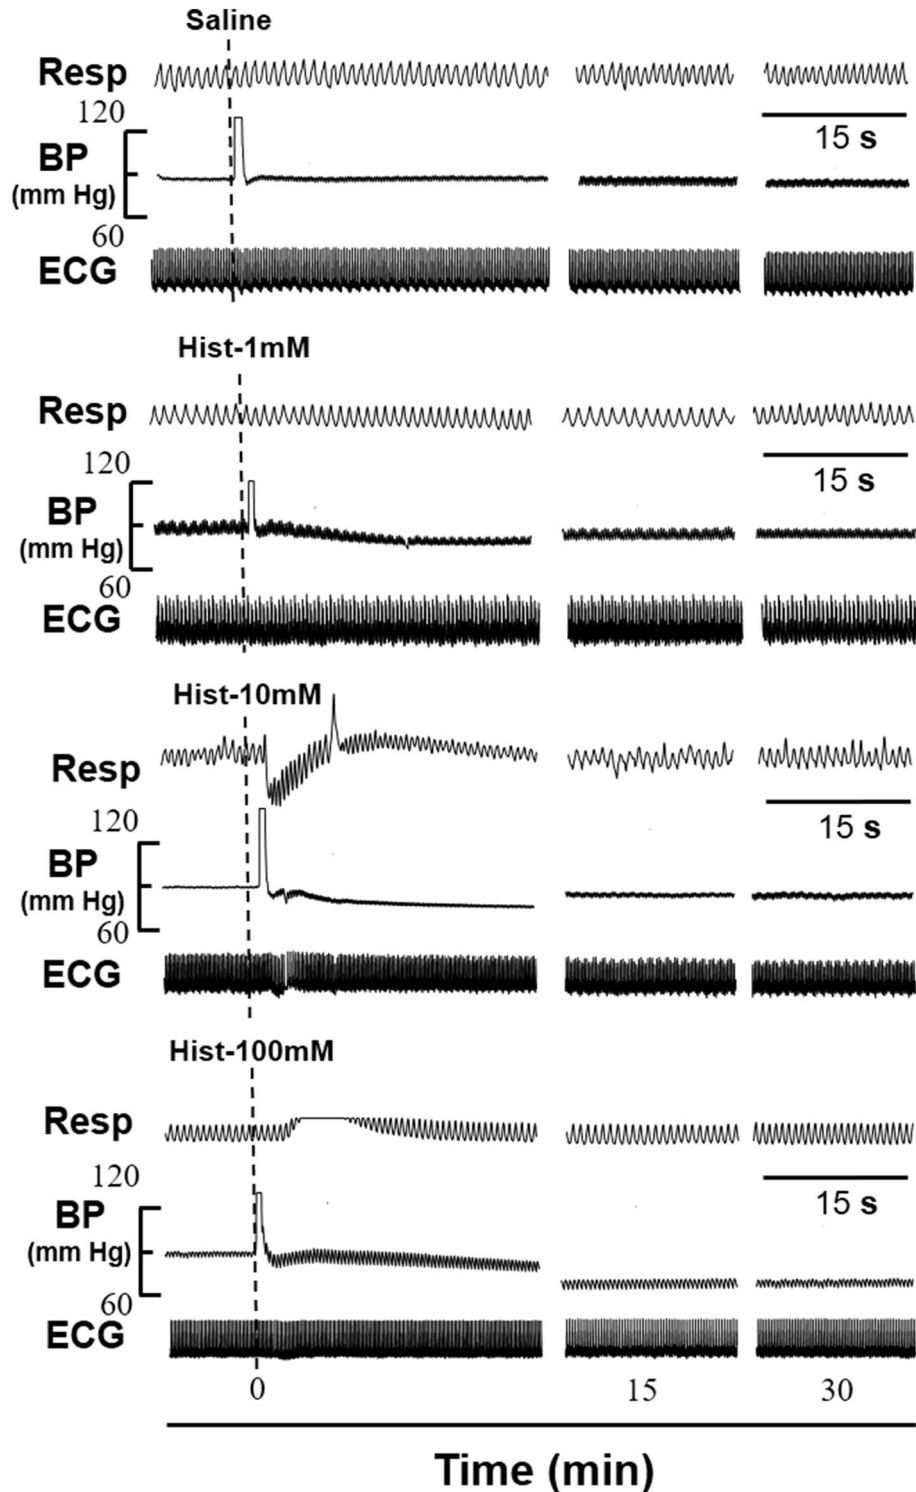 Saline
Resp
120
15 s
BP
(mm Hg)
60
ECG
Hist-1mM
Resp
120
15 s
BP
(mm Hg)
60
ECG
Hist-10mM
Resp
120
15 s
BP
(mm Hg)
60
ECG
Hist-100mM
Resp
120
15 s
BP
(mm Hg)
60
ECG
0 15 30
Time (min)